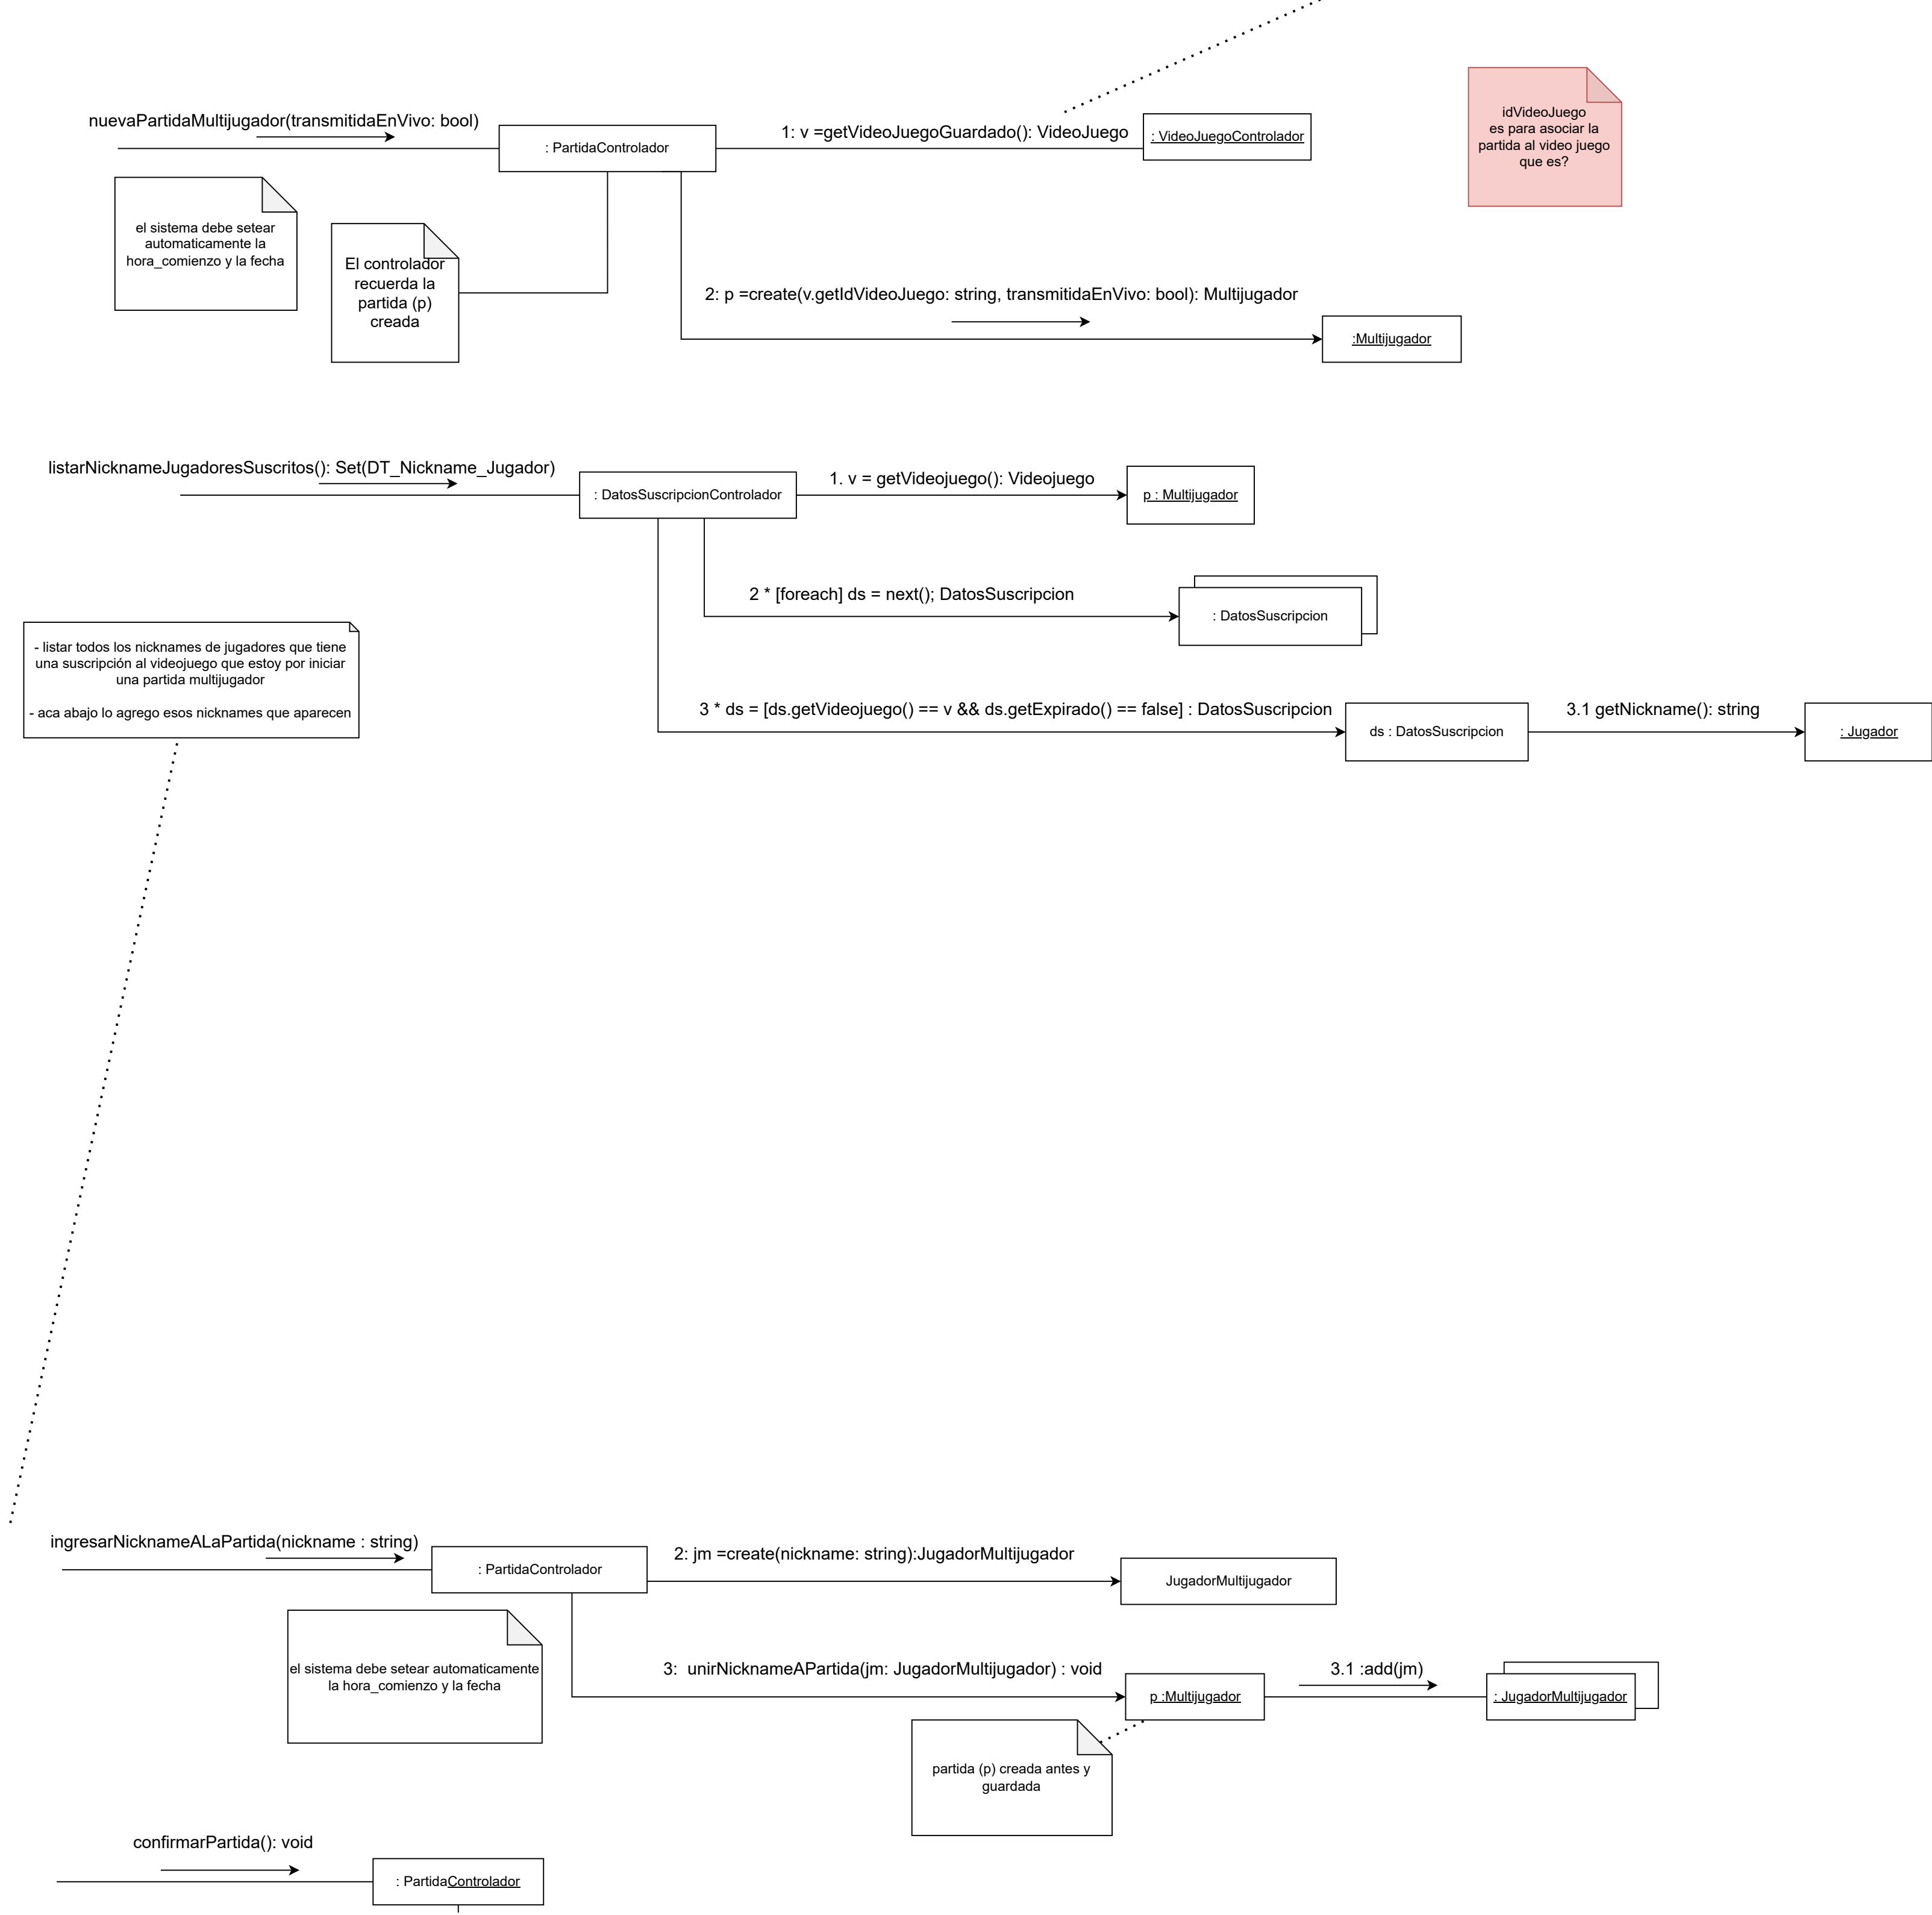 idVideoJuego
es para asociar la
partida al video juego
que es?
nuevaPartidaMultijugador(transmitidaEnVivo: bool)
: PartidaControlador
1: v =getVideoJuegoGuardado(): VideoJuego
: VideoJuegoControlador
el sistema debe setear
automaticamente la
hora_comienzo y la fecha
El controlador
recuerda la
partida (p)
creada
2: p =create(v.getIdVideoJuego: string, transmitidaEnVivo: bool): Multijugador
:Multijugador
listarNicknameJugadoresSuscritos(): Set(DT_Nickname_Jugador)
: DatosSuscripcionControlador
1. v = getVideojuego(): Videojuego
p : Multijugador
2 * [foreach] ds = next(); DatosSuscripcion
: DatosSuscripcion
- listar todos los nicknames de jugadores que tiene
una suscripción al videojuego que estoy por iniciar
una partida multijugador
- aca abajo lo agrego esos nicknames que aparecen
3 * ds = [ds.getVideojuego() == v && ds.getExpirado() == false] : DatosSuscripcion
ds : DatosSuscripcion
3.1 getNickname(): string
: Jugador
ingresarNicknameALaPartida(nickname : string)
: PartidaControlador
2: jm =create(nickname: string):JugadorMultijugador
JugadorMultijugador
el sistema debe setear automaticamente
la hora_comienzo y la fecha
3:  unirNicknameAPartida(jm: JugadorMultijugador) : void
p :Multijugador
3.1 :add(jm)
: JugadorMultijugador
partida (p) creada antes y
guardada
confirmarPartida(): void
: PartidaControlador